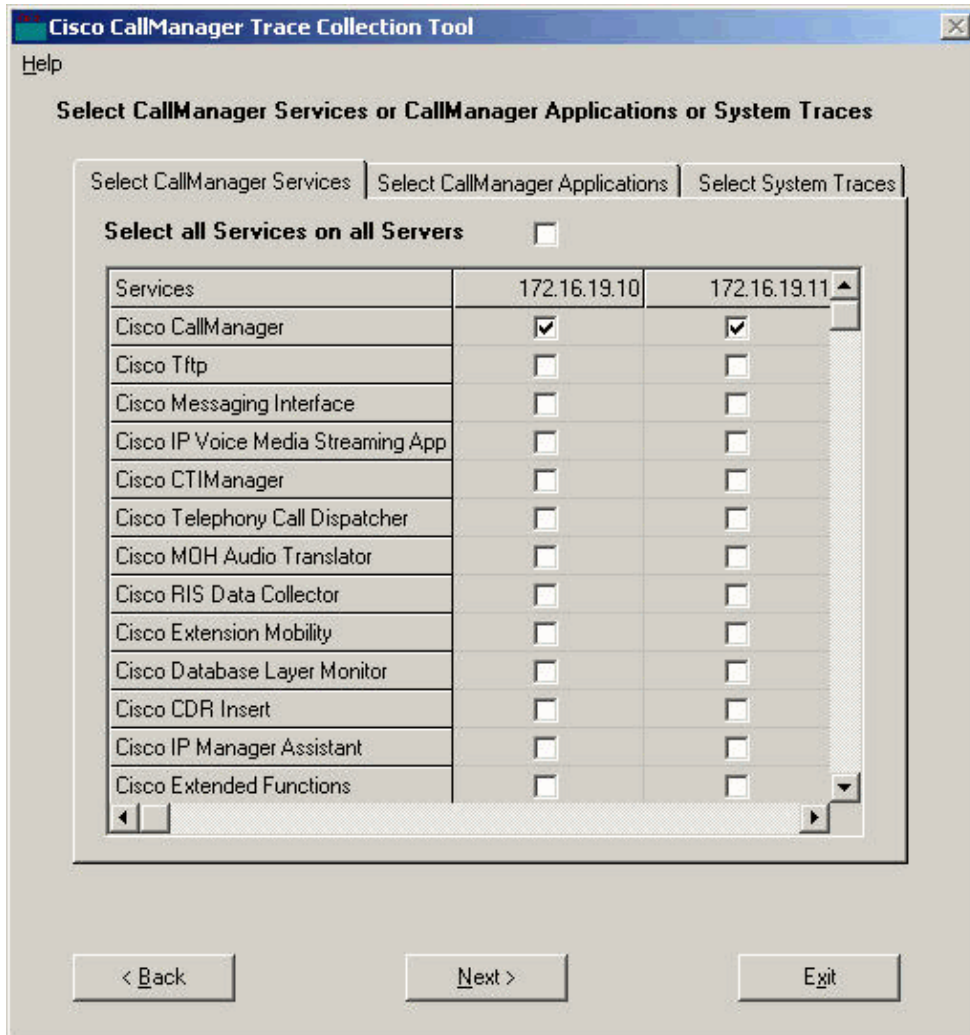 Cisco CallManager Trace Collection Tool
Help
Select CallManager Services or CallManager Applications or System Traces
Select CallManager Services Select CallManager Applications Select System Traces
Select all Services on all Servers
Services 172.16.19.10 172.16.19.11
Cisco CallManager
Cisco Tftp
Cisco Messaging Interface
Cisco IP Voice Media Streaming App
Cisco CTIManager
Cisco Telephony Call Dispatcher
Cisco MOH Audio Translator
Cisco RIS Data Collector
Cisco Extension Mobility
Cisco Database Layer Monitor
Cisco CDR Insert
Cisco IP Manager Assistant
Cisco Extended Functions
< Back Next > Exit